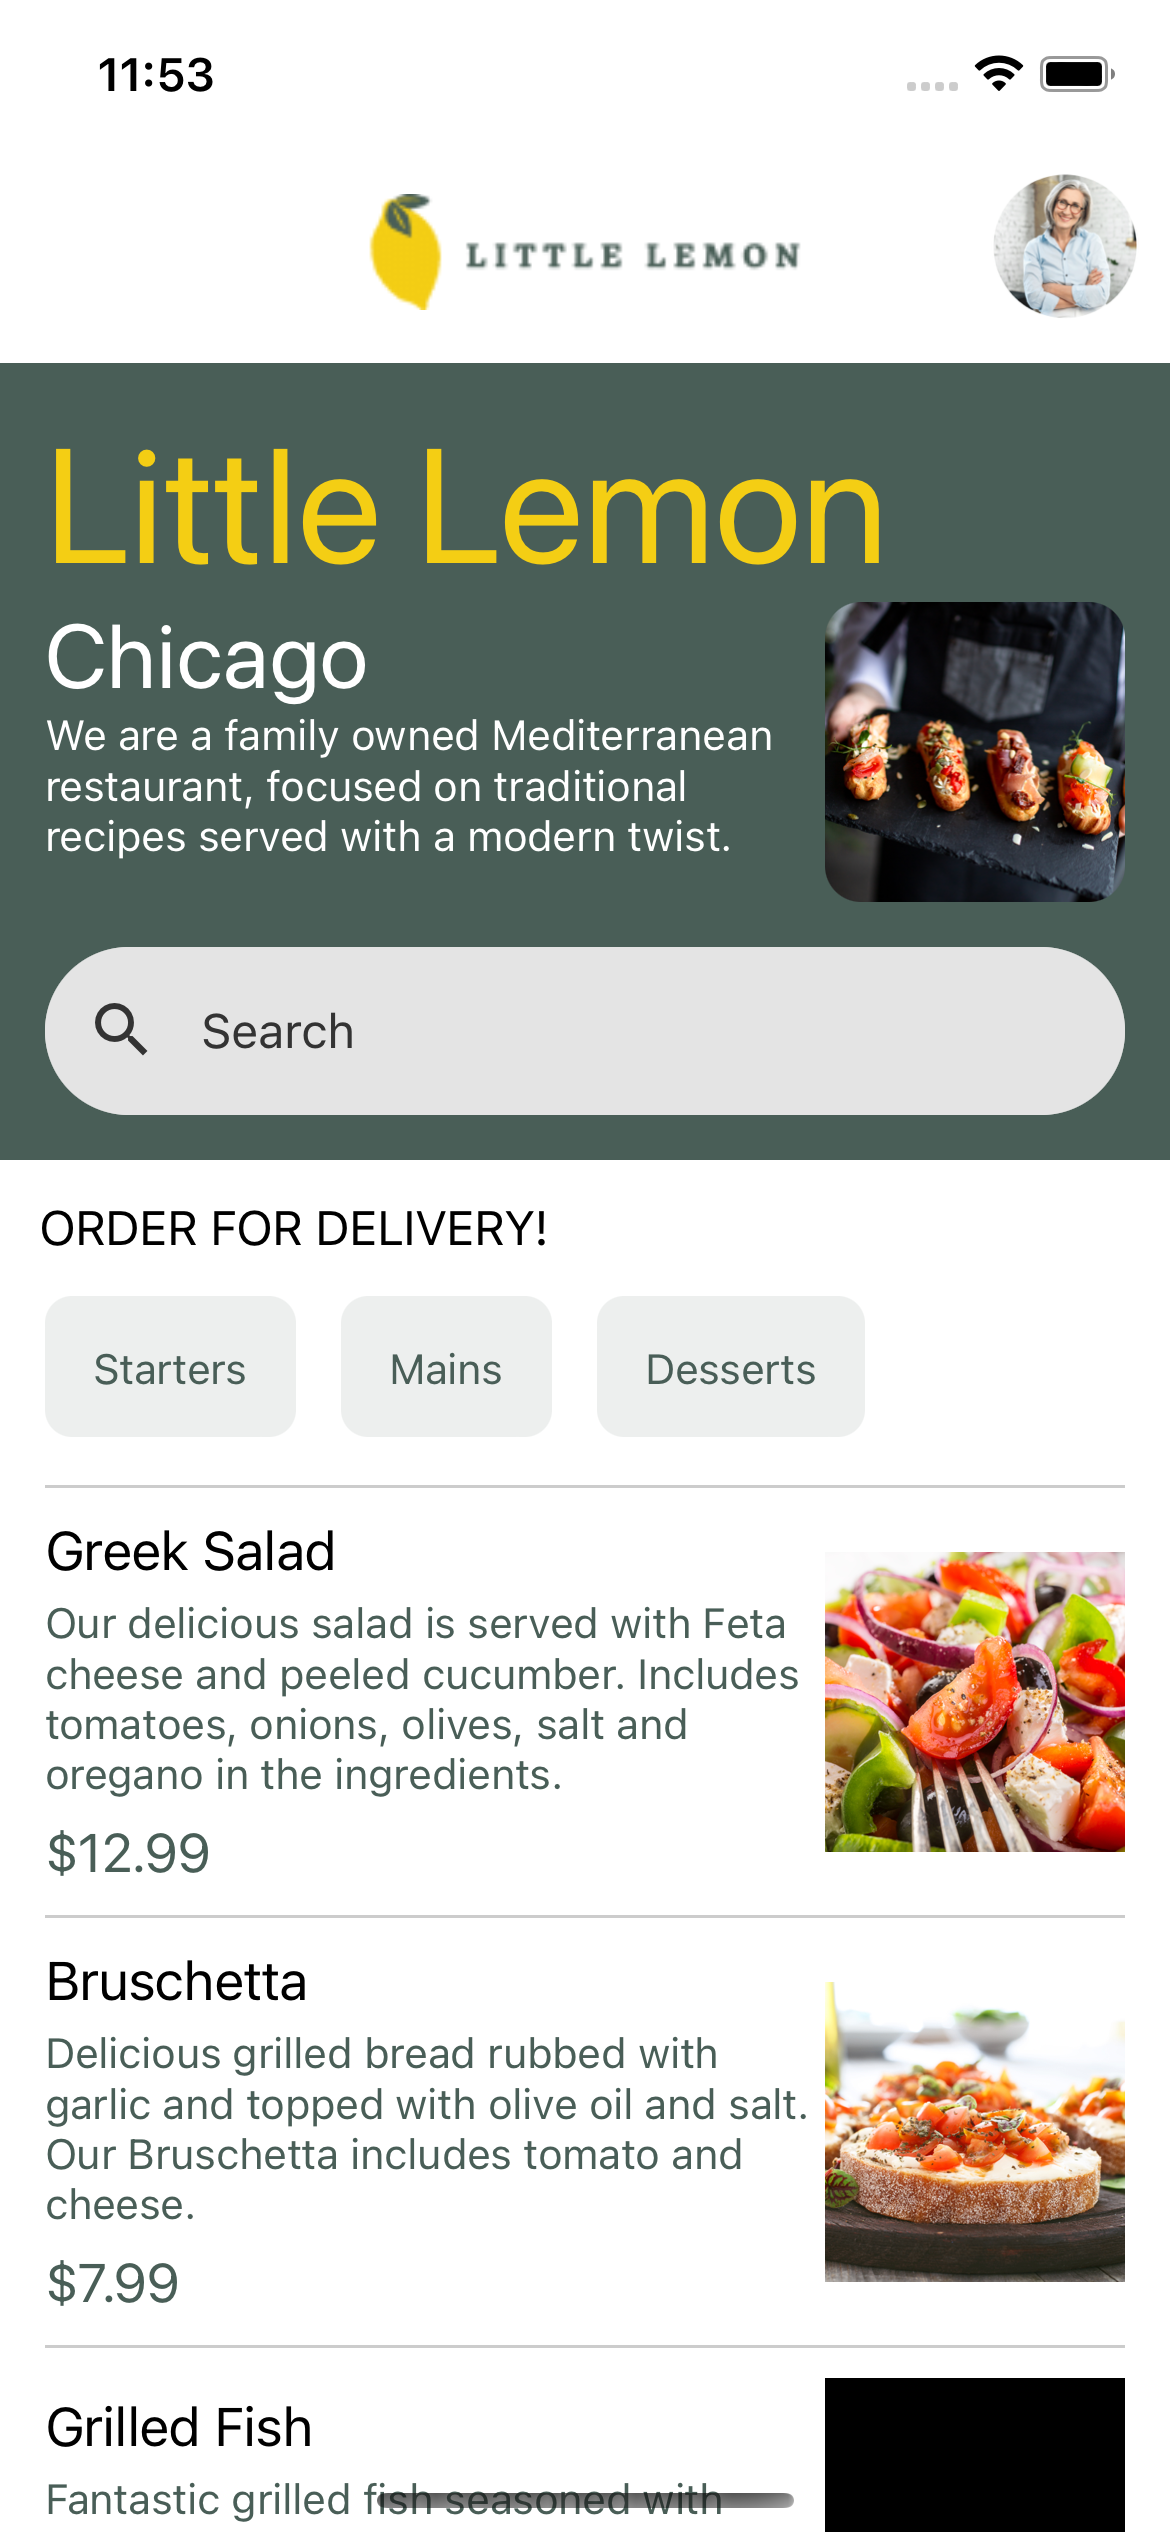 11:53
LITTLE LEMON
Little Lemon
Chicago
We are a family owned Mediterranean
restaurant, focused on traditional
recipes served with a modern twist.
Search
ORDER FOR DELIVERY!
Starters
Mains
Desserts
Greek Salad
Our delicious salad is served with Feta
cheese and peeled cucumber. Includes
tomatoes, onions, olives, salt and
oregano in the ingredients.
$12.99
Bruschetta
Delicious grilled bread rubbed with
garlic and topped with olive oil and salt.
Our Bruschetta includes tomato and
cheese.
$7.99
Grilled Fish
Fantastic grilled fish seasoned with